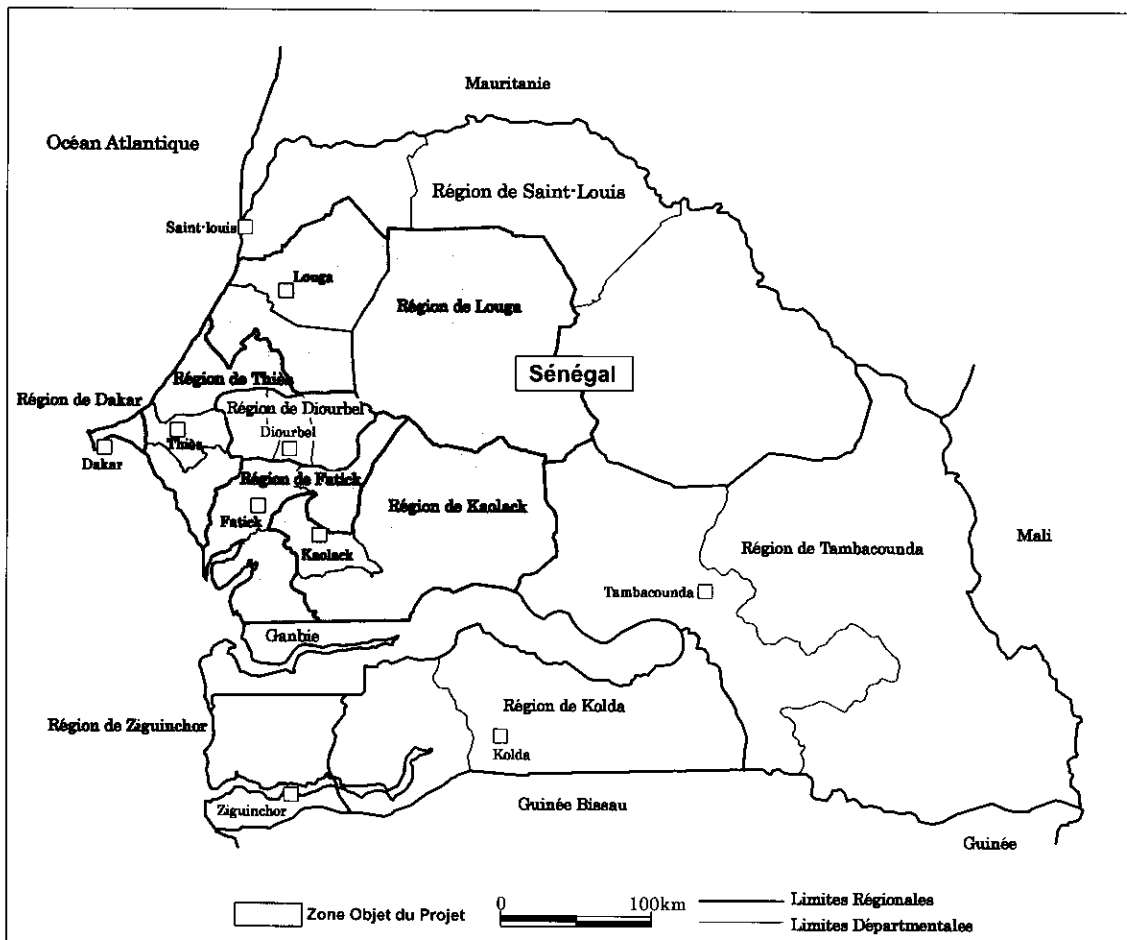 Mauritanie
Océan Atlantique
Région de Saint-Louis
Saint-louis
Louga
Région de Louga
Sénégal
Région de Thiès
Région de Dakar
Région de Diourbel
Diourbel
Thiès
Dakar
Région de Fatick
Région de Kaolack
Fatick
Kaolack
Mali
Région de Tambacounda
Tambacounda
Ganbie
Région de Ziguinchor
Région de Kolda
Kolda
Ziguinchor
Guinée Bissau
Guinée
Zone Objet du Projet
0 100km
Limites Régionales
Limites Départementales